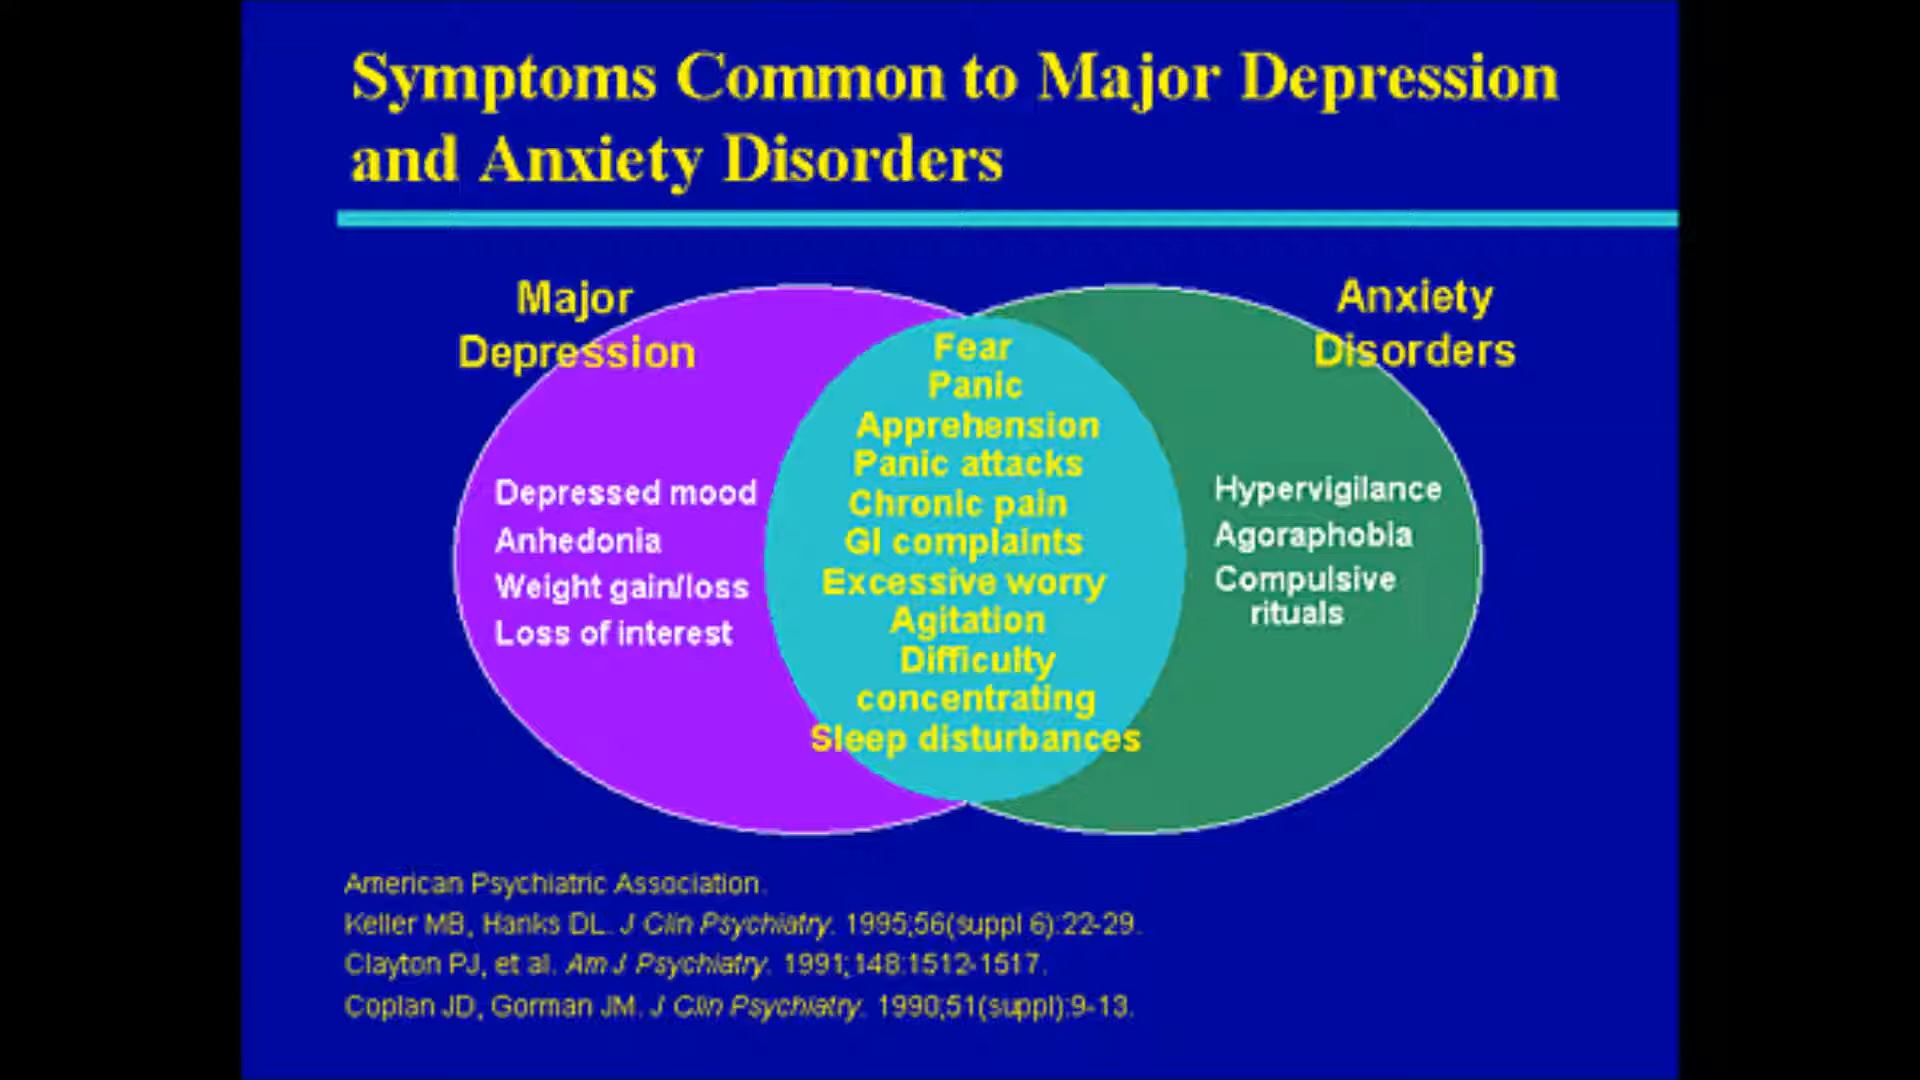 Symptoms Common to Major Depression
and Anxiety Disorders
Major
Depression
Anxiety
Disorders
Depressed mood
Anhedonia
Weight gain/loss
Loss of interest
Fear
Panic
Apprehension
Panic attacks
Chronic pain
GI complaints
Excessive worry
Agitation
Difficulty
concentrating
Sleep disturbances
Hypervigilance
Agoraphobia
Compulsive
rituals
American Psychiatric Association.
Keller MB, Hanks DL. J Clin Psychiatry. 1995;56(suppl 6):22-29.
Clayton PJ, et al. Am J Psychiatry. 1991;148:1512-1517.
Coplan JD, Gorman JM. J Clin Psychiatry. 1990;51(suppl):9-13.